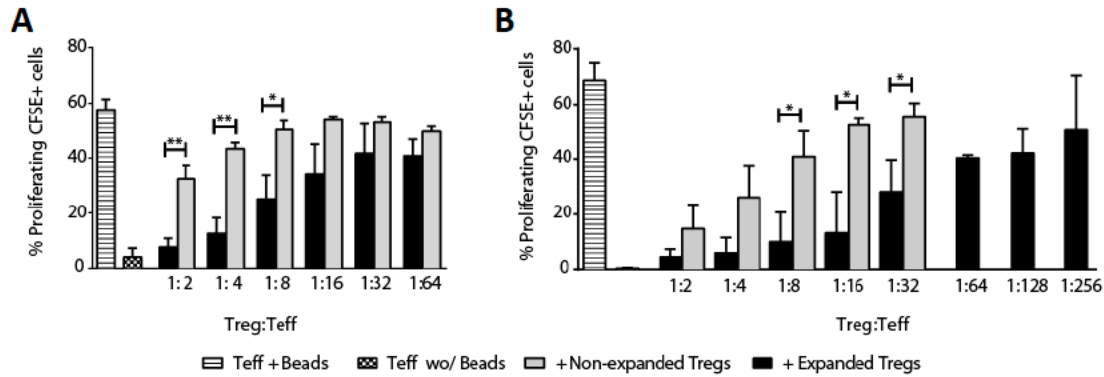 A
B
% Proliferating CFSE+ cells
80
60
40
20
0
** ** *
1:2 1:4 1:8 1:16 1:32 1:64
Treg:Teff
% Proliferating CFSE+ cells
80
60
40
20
0
* * *
1:2 1:4 1:8 1:16 1:32 1:64 1:128 1:256
Treg:Teff
Teff +Beads Teff wo/ Beads + Non-expanded Tregs + Expanded Tregs